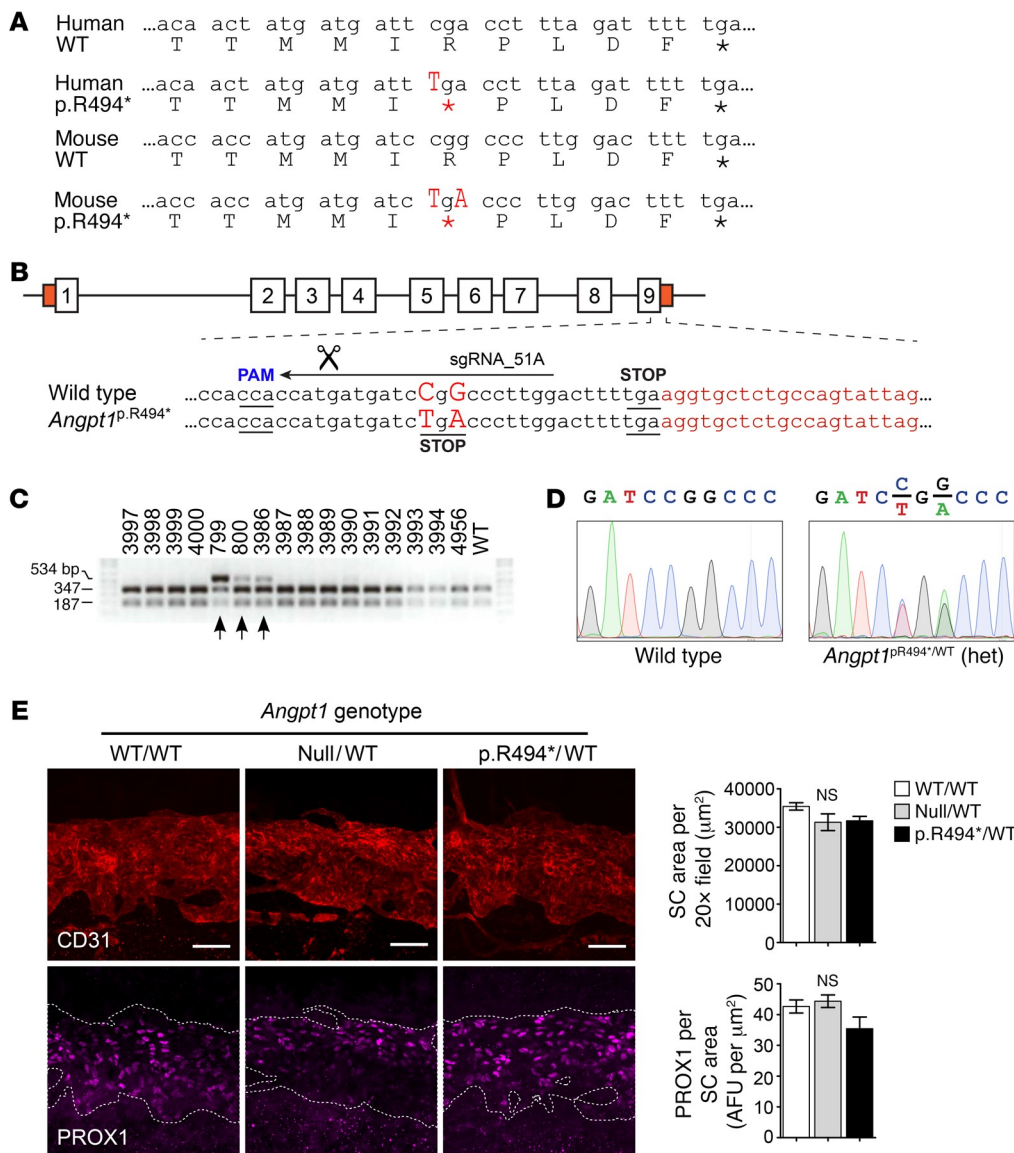 A
Human ...aca act atg atg att cga cct tta gat ttt tga...
WT T T M M I R P L D F *
Human ...aca act atg atg att Tga cct tta gat ttt tga...
p.R494* T T M M I * P L D F *
Mouse ...acc acc atg atg atc cgg ccc ttg gac ttt tga...
WT T T M M I R P L D F *
Mouse ...acc acc atg atg atc TgA ccc ttg gac ttt tga...
p.R494* T T M M I * P L D F *
B
1 2 3 4 5 6 7 8 9
sgRNA_51A
PAM STOP
Wild type ...ccaccaccatgatgatcCgGcccttggacttttgaaggtgctctgccagtattag...
Angpt1p.R494* ...ccaccaccatgatgatcTgAcccttggacttttgaaggtgctctgccagtattag...
STOP
C
3997 3998 3999 4000 799 800 3986 3987 3988 3989 3990 3991 3992 3993 3994 4956 WT
534 bp
347
187
D
G A T C C G G C C C
G A T C C/T G G/A C C C
Wild type
Angpt1pR494*/WT (het)
E
Angpt1 genotype
WT/WT Null/WT p.R494*/WT
CD31
PROX1
SC area per
20× field (μm2)
40000
30000
20000
10000
0
NS
WT/WT
Null/WT
p.R494*/WT
PROX1 per
SC area
(AFU per μm2)
50
40
30
20
10
0
NS